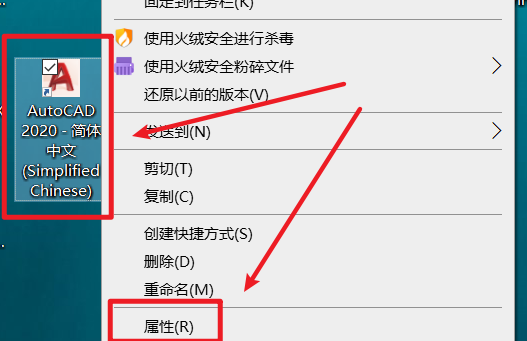 固定到任务栏(K)
使用火绒安全进行杀毒
使用火绒安全粉碎文件
还原以前的版本(V)
发送到(N)
剪切(T)
复制(C)
创建快捷方式(S)
删除(D)
重命名(M)
属性(R)
AutoCAD
2020 - 简体
中文
(Simplified
Chinese)